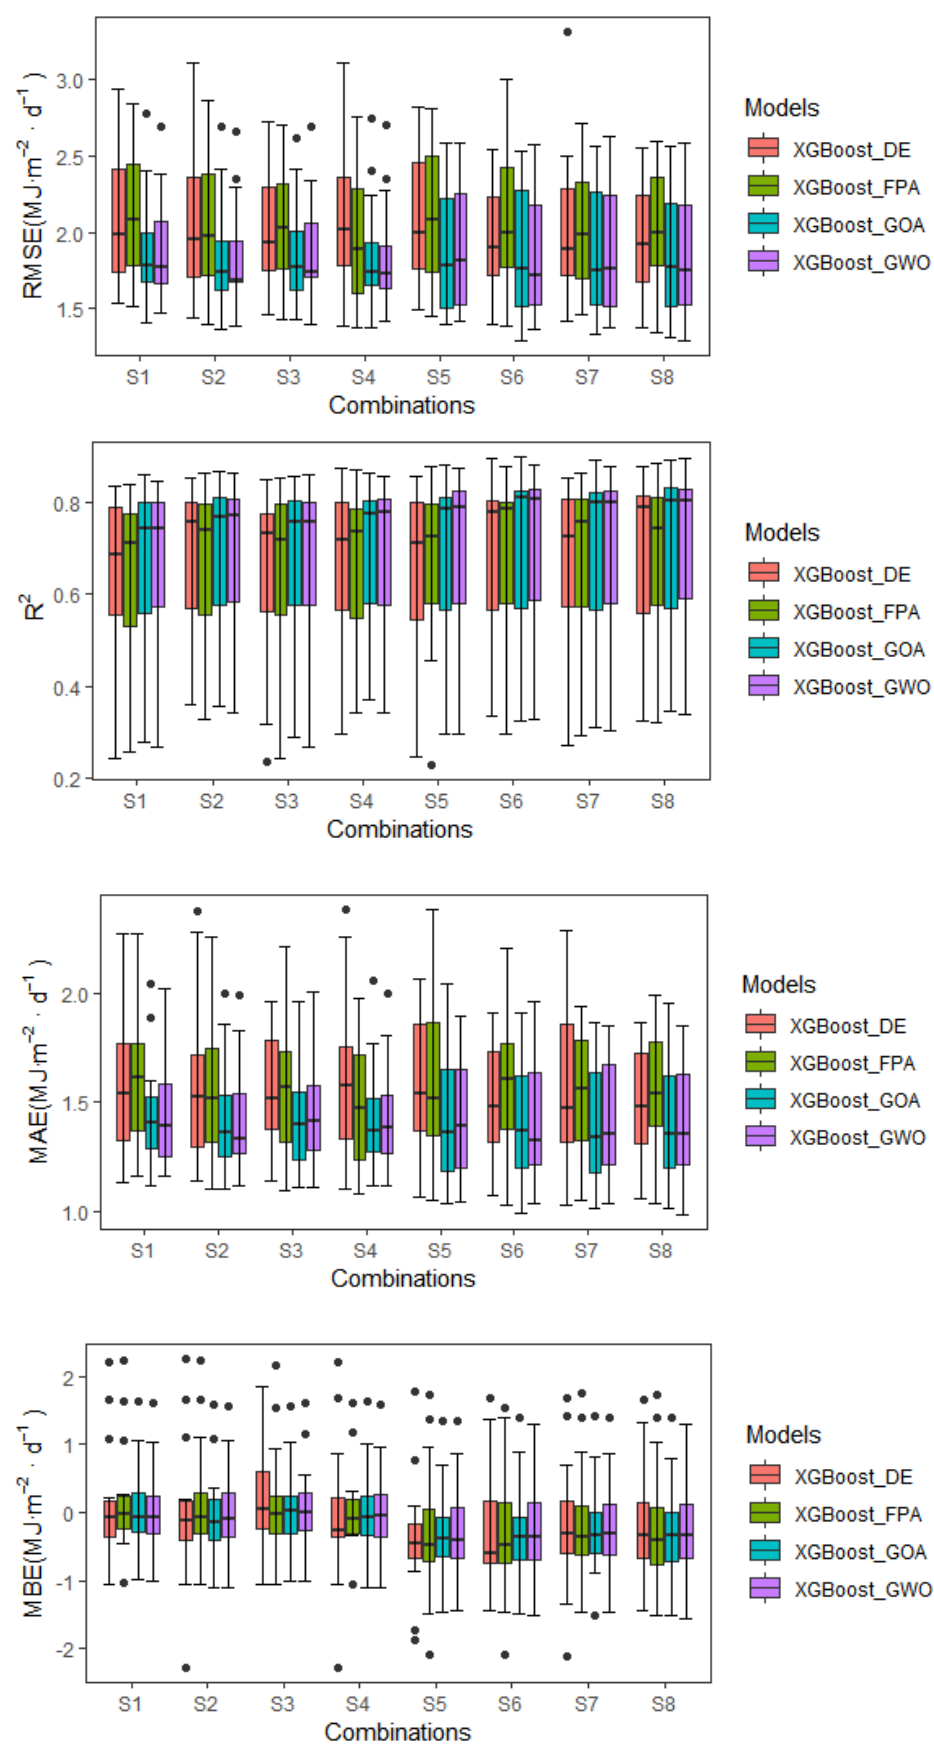 RMSE(MJ·m⁻² · d⁻¹ )
3.0
2.5
2.0
1.5
S1 S2 S3 S4 S5 S6 S7 S8
Combinations
Models
XGBoost_DE
XGBoost_FPA
XGBoost_GOA
XGBoost_GWO
R²
0.8
0.6
0.4
0.2
S1 S2 S3 S4 S5 S6 S7 S8
Combinations
Models
XGBoost_DE
XGBoost_FPA
XGBoost_GOA
XGBoost_GWO
MAE(MJ·m⁻² · d⁻¹ )
2.0
1.5
1.0
S1 S2 S3 S4 S5 S6 S7 S8
Combinations
Models
XGBoost_DE
XGBoost_FPA
XGBoost_GOA
XGBoost_GWO
MBE(MJ·m⁻² · d⁻¹ )
2
1
0
-1
-2
S1 S2 S3 S4 S5 S6 S7 S8
Combinations
Models
XGBoost_DE
XGBoost_FPA
XGBoost_GOA
XGBoost_GWO